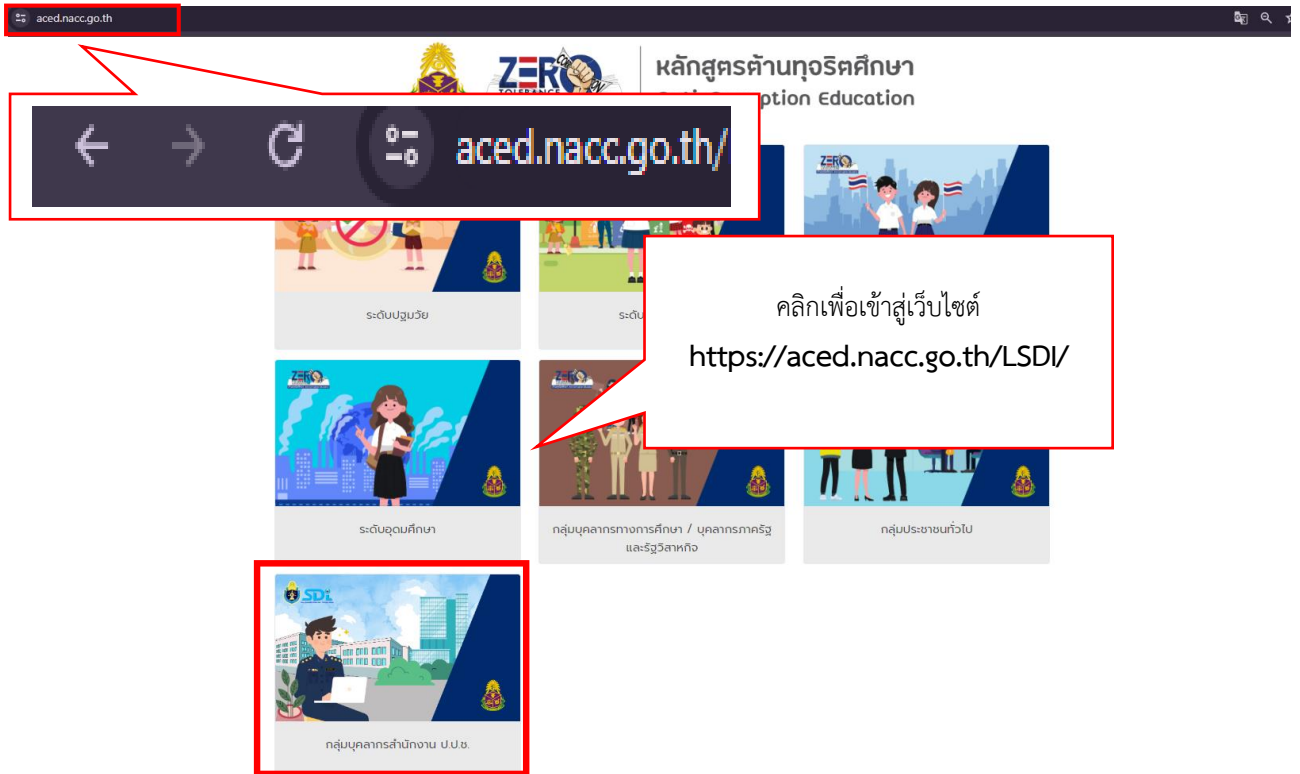 aced.nacc.go.th
ZERO
TOLERANCE
หลักสูตรต้านทุจริตศึกษา
ption Education
aced.nacc.go.th/
ZERO
คลิกเพื่อเข้าสู่เว็บไซต์
https://aced.nacc.go.th/LSDI/
ระดับปฐมวัย
ZERO
ZERO
ระดับอุดมศึกษา
กลุ่มบุคลากรทางการศึกษา / บุคลากรภาครัฐ
และรัฐวิสาหกิจ
กลุ่มประชาชนทั่วไป
SDi
กลุ่มบุคลากรสำนักงาน ป.ป.ช.